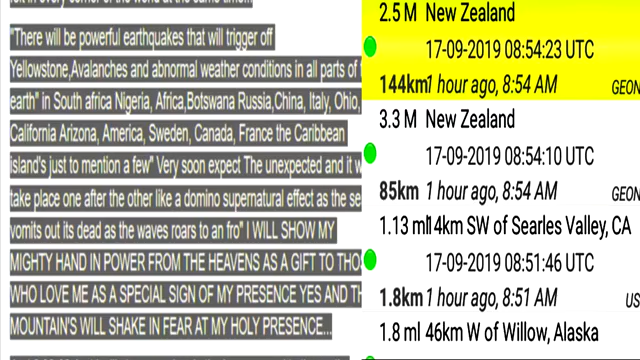 "There will be powerful earthquakes that will trigger off
Yellowstone,Avalanches and abnormal weather conditions in all parts of
earth" in South africa Nigeria, Africa,Botswana Russia,China, Italy, Ohio,
California Arizona, America, Sweden, Canada, France the Caribbean
island's just to mention a few" Very soon expect The unexpected and it w
take place one after the other like a domino supernatural effect as the se
vomits out its dead as the waves roars to an fro" I WILL SHOW MY
MIGHTY HAND IN POWER FROM THE HEAVENS AS A GIFT TO THO
WHO LOVE ME AS A SPECIAL SIGN OF MY PRESENCE YES AND TH
MOUNTAIN'S WILL SHAKE IN FEAR AT MY HOLY PRESENCE...
2.5 M New Zealand
17-09-2019 08:54:23 UTC
144km 1 hour ago, 8:54 AM GEON
3.3 M New Zealand
17-09-2019 08:54:10 UTC
85km 1 hour ago, 8:54 AM GEON
1.13 ml 14km SW of Searles Valley, CA
17-09-2019 08:51:46 UTC
1.8km 1 hour ago, 8:51 AM US
1.8 ml 46km W of Willow, Alaska